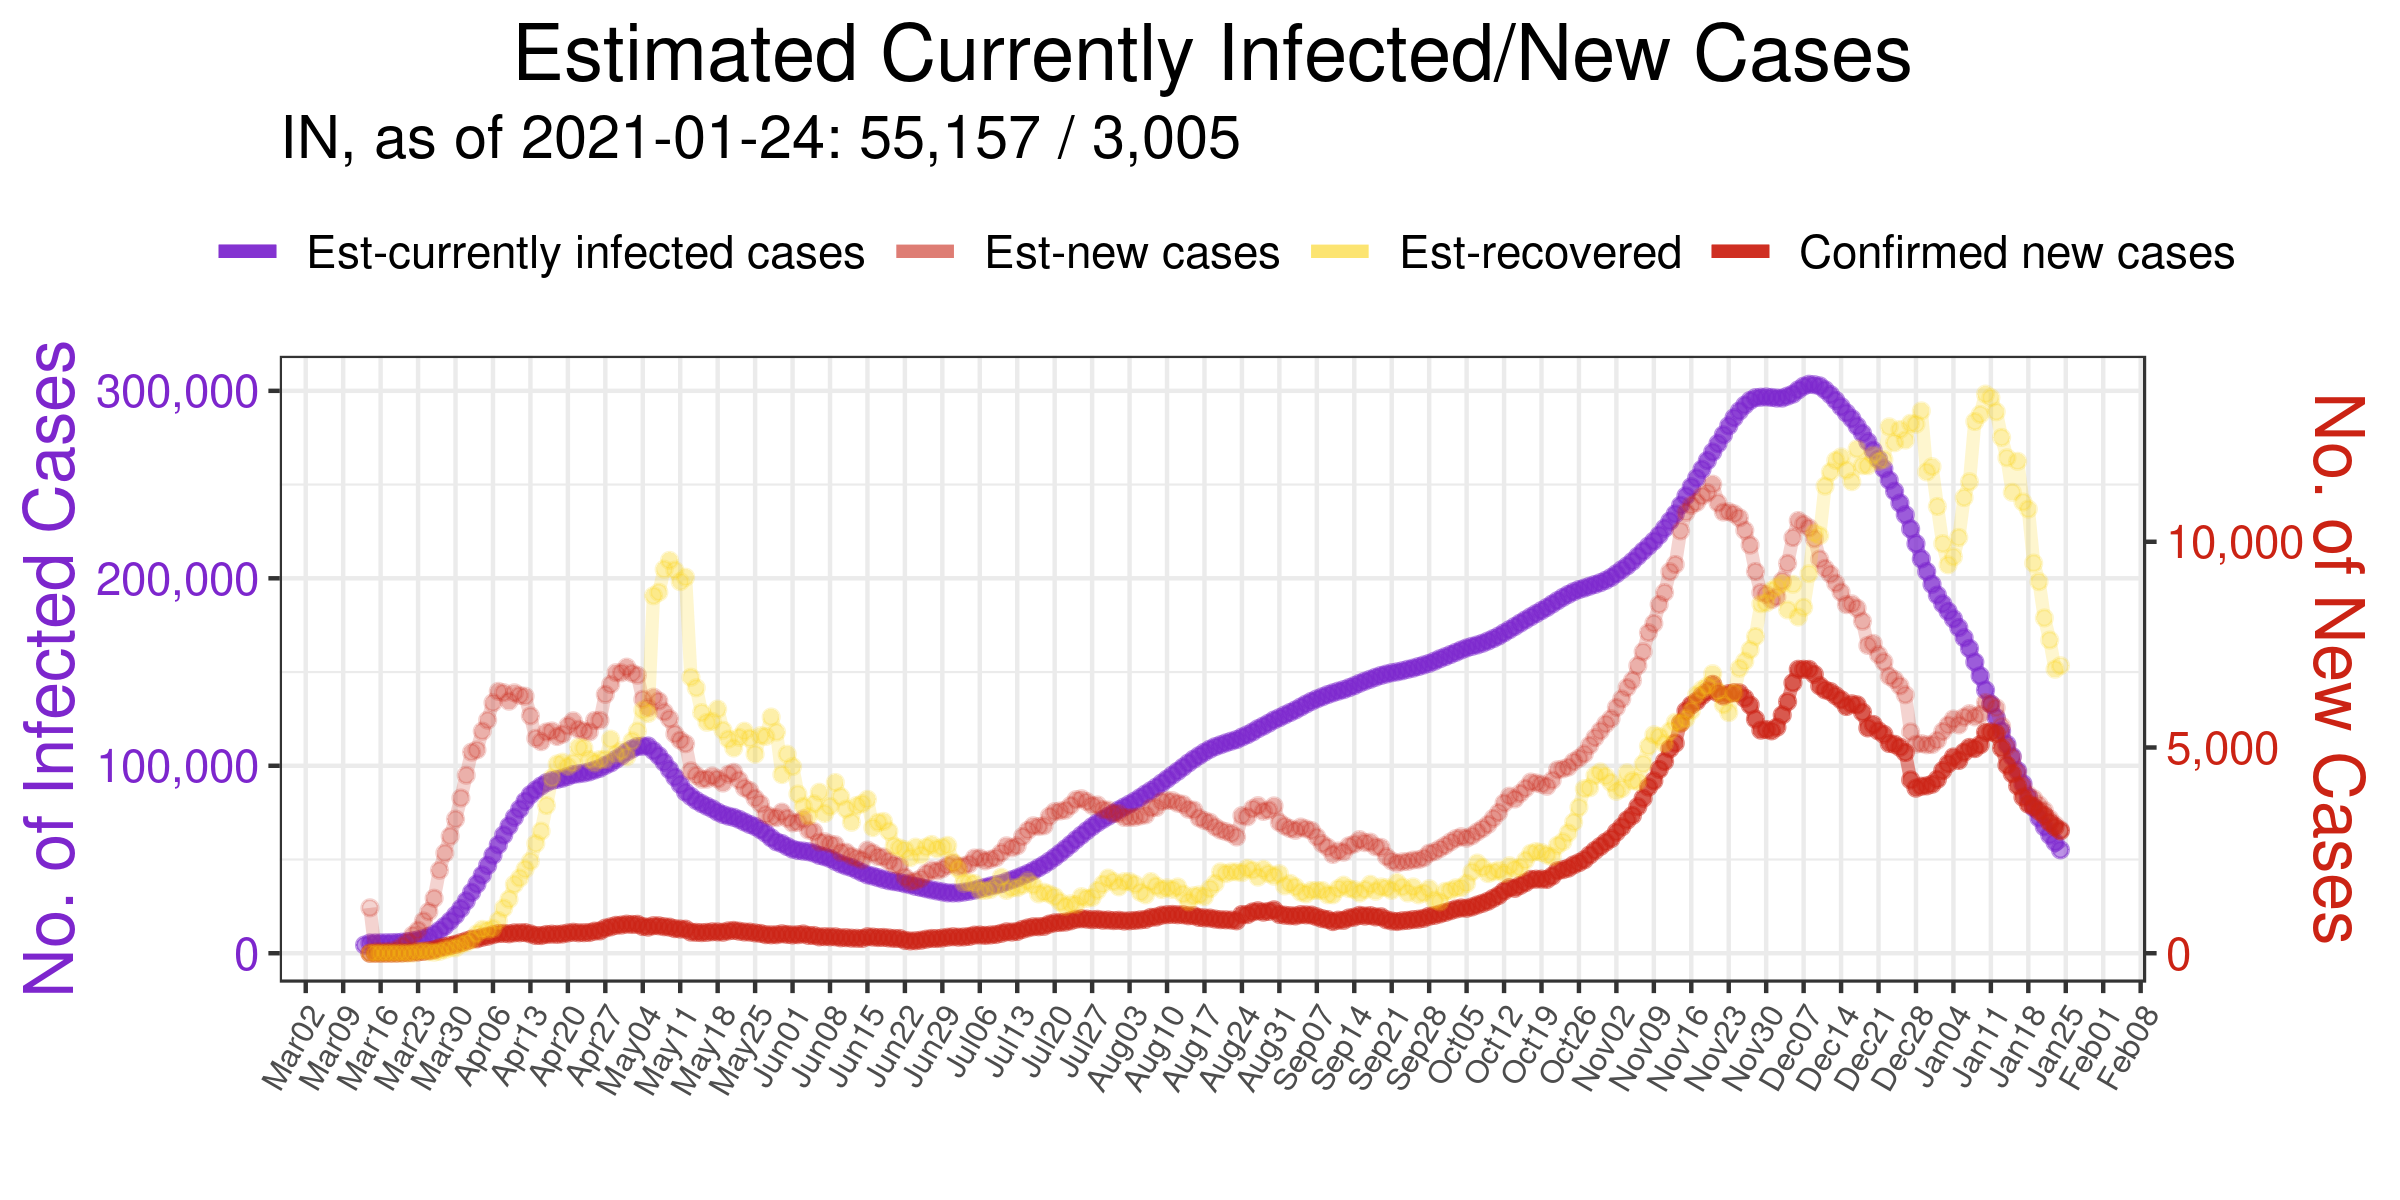 Estimated Currently Infected/New Cases
IN, as of 2021-01-24: 55,157 / 3,005
Est-currently infected cases Est-new cases Est-recovered Confirmed new cases
No. of Infected Cases
300,000
200,000
100,000
0
10,000
5,000
0
No. of New Cases
Mar02 Mar09 Mar16 Mar23 Mar30 Apr06 Apr13 Apr20 Apr27 May04 May11 May18 May25 Jun01 Jun08 Jun15 Jun22 Jun29 Jul06 Jul13 Jul20 Jul27 Aug03 Aug10 Aug17 Aug24 Aug31 Sep07 Sep14 Sep21 Sep28 Oct05 Oct12 Oct19 Oct26 Nov02 Nov09 Nov16 Nov23 Nov30 Dec07 Dec14 Dec21 Dec28 Jan04 Jan11 Jan18 Jan25 Feb01 Feb08